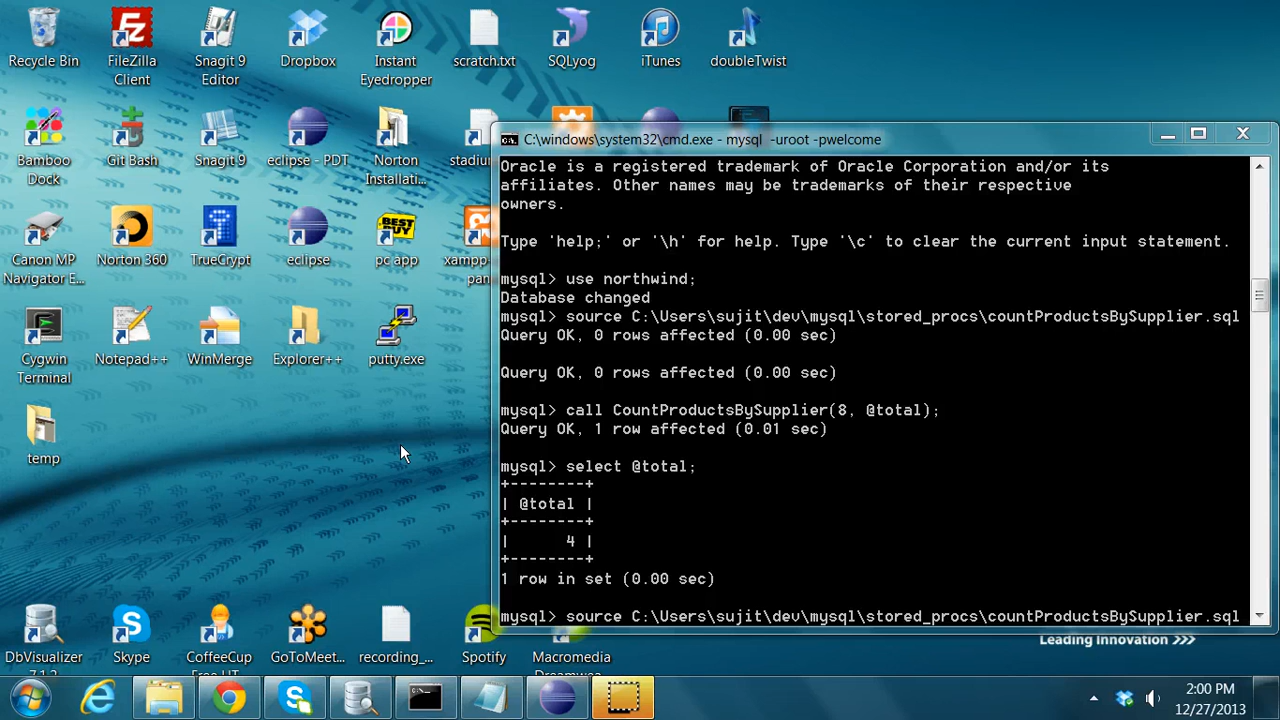 Recycle Bin
FileZilla
Client
Snagit 9
Editor
Dropbox
Instant
Eyedropper
scratch.txt
SQLyog
iTunes
doubleTwist
Bamboo
Dock
Git Bash
Snagit 9
eclipse - PDT
Norton
Installati...
stadiu
Canon MP
Navigator E...
Norton 360
TrueCrypt
eclipse
BEST
BUY
pc app
xampp-
pan
Cygwin
Terminal
Notepad++
WinMerge
Explorer++
putty.exe
temp
C:\windows\system32\cmd.exe - mysql -uroot -pwelcome
Oracle is a registered trademark of Oracle Corporation and/or its
affiliates. Other names may be trademarks of their respective
owners.
Type 'help;' or '\h' for help. Type '\c' to clear the current input statement.
mysql> use northwind;
Database changed
mysql> source C:\Users\sujit\dev\mysql\stored_procs\countProductsBySupplier.sql
Query OK, 0 rows affected (0.00 sec)
Query OK, 0 rows affected (0.00 sec)
mysql> call CountProductsBySupplier(8, @total);
Query OK, 1 row affected (0.01 sec)
mysql> select @total;
+--------+
| @total |
+--------+
|      4 |
+--------+
1 row in set (0.00 sec)
mysql> source C:\Users\sujit\dev\mysql\stored_procs\countProductsBySupplier.sql
Leading Innovation >>>
DbVisualizer
Skype
CoffeeCup
GoToMeet...
recording_...
Spotify
Macromedia
2:00 PM
12/27/2013